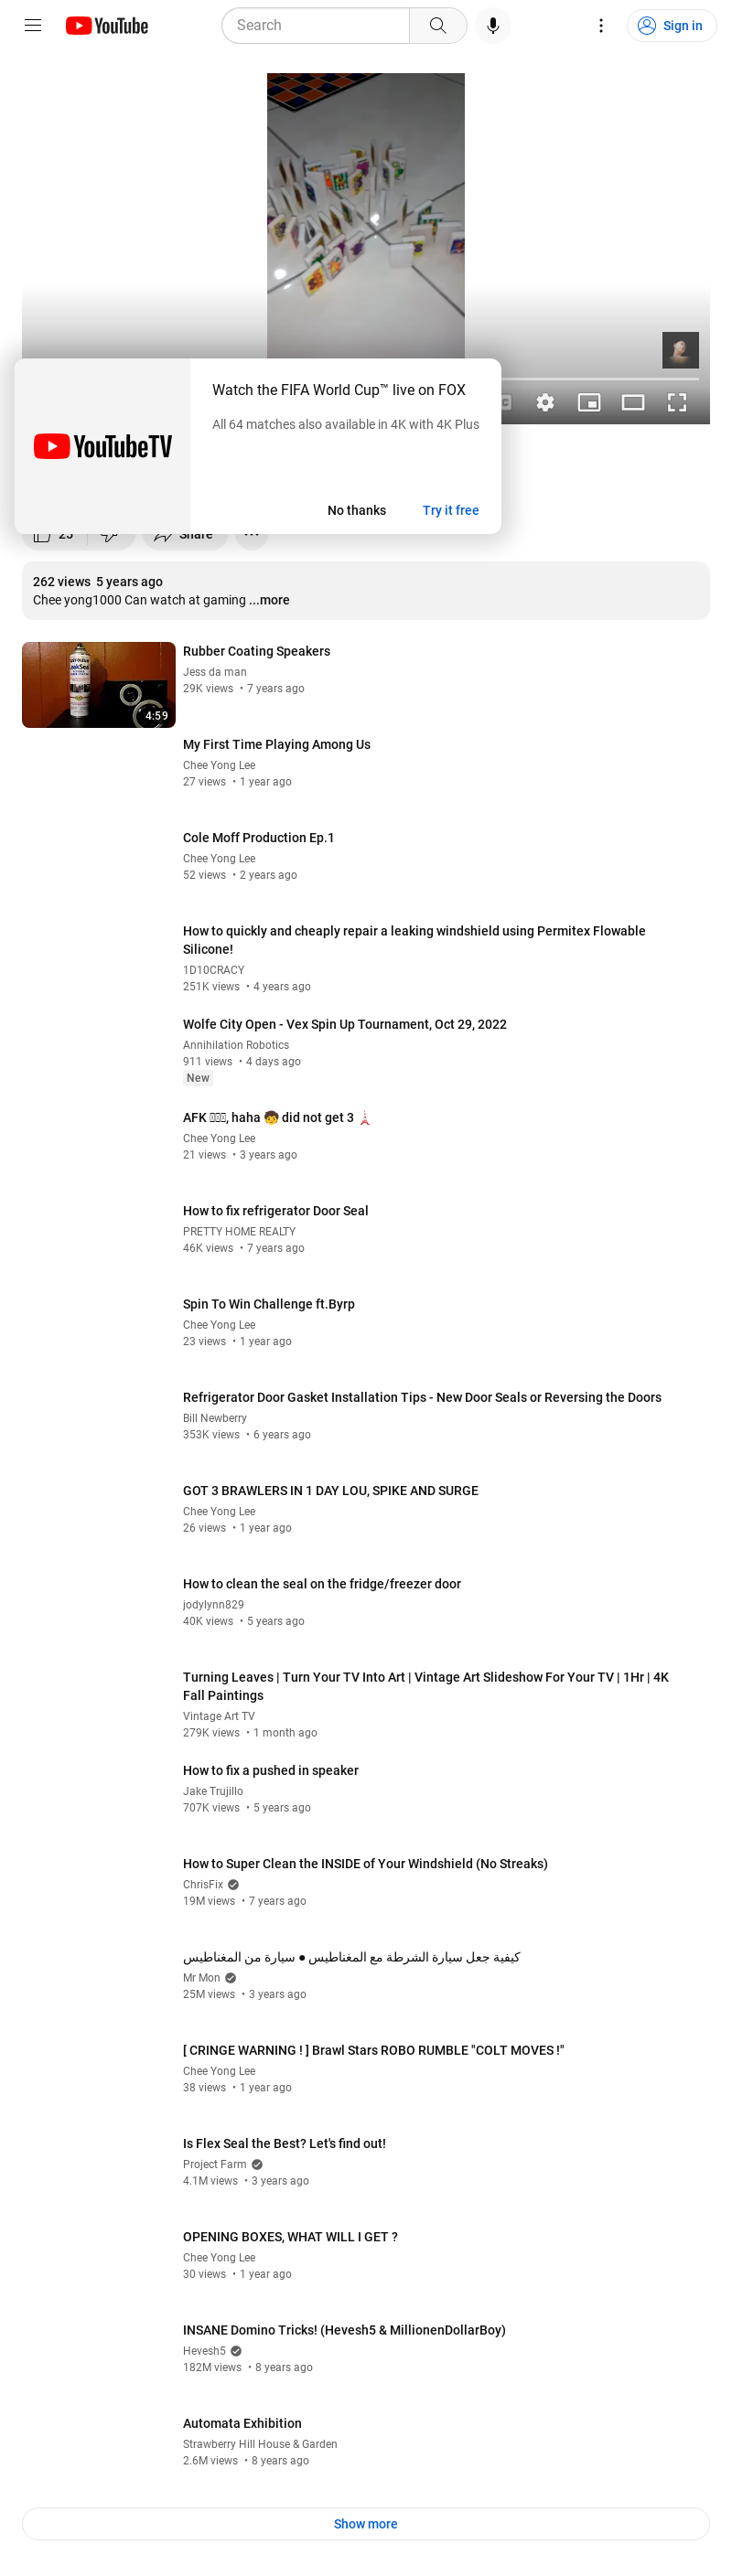 YouTube
Search
Sign in
Watch the FIFA World Cup™ live on FOX
All 64 matches also available in 4K with 4K Plus
YouTubeTV
No thanks
Try it free
25
Share
262 views 5 years ago
Chee yong1000 Can watch at gaming ...more
Rubber Coating Speakers
Jess da man
29K views • 7 years ago
4:59
My First Time Playing Among Us
Chee Yong Lee
27 views • 1 year ago
Cole Moff Production Ep.1
Chee Yong Lee
52 views • 2 years ago
How to quickly and cheaply repair a leaking windshield using Permitex Flowable
Silicone!
1D10CRACY
251K views • 4 years ago
Wolfe City Open - Vex Spin Up Tournament, Oct 29, 2022
Annihilation Robotics
911 views • 4 days ago
New
AFK , haha 🧒 did not get 3 🗼
Chee Yong Lee
21 views • 3 years ago
How to fix refrigerator Door Seal
PRETTY HOME REALTY
46K views • 7 years ago
Spin To Win Challenge ft.Byrp
Chee Yong Lee
23 views • 1 year ago
Refrigerator Door Gasket Installation Tips - New Door Seals or Reversing the Doors
Bill Newberry
353K views • 6 years ago
GOT 3 BRAWLERS IN 1 DAY LOU, SPIKE AND SURGE
Chee Yong Lee
26 views • 1 year ago
How to clean the seal on the fridge/freezer door
jodylynn829
40K views • 5 years ago
Turning Leaves | Turn Your TV Into Art | Vintage Art Slideshow For Your TV | 1Hr | 4K
Fall Paintings
Vintage Art TV
279K views • 1 month ago
How to fix a pushed in speaker
Jake Trujillo
707K views • 5 years ago
How to Super Clean the INSIDE of Your Windshield (No Streaks)
ChrisFix
19M views • 7 years ago
كيفية جعل سيارة الشرطة مع المغناطيس ● سيارة من المغناطيس
Mr Mon
25M views • 3 years ago
[ CRINGE WARNING ! ] Brawl Stars ROBO RUMBLE "COLT MOVES !"
Chee Yong Lee
38 views • 1 year ago
Is Flex Seal the Best? Let's find out!
Project Farm
4.1M views • 3 years ago
OPENING BOXES, WHAT WILL I GET ?
Chee Yong Lee
30 views • 1 year ago
INSANE Domino Tricks! (Hevesh5 & MillionenDollarBoy)
Hevesh5
182M views • 8 years ago
Automata Exhibition
Strawberry Hill House & Garden
2.6M views • 8 years ago
Show more